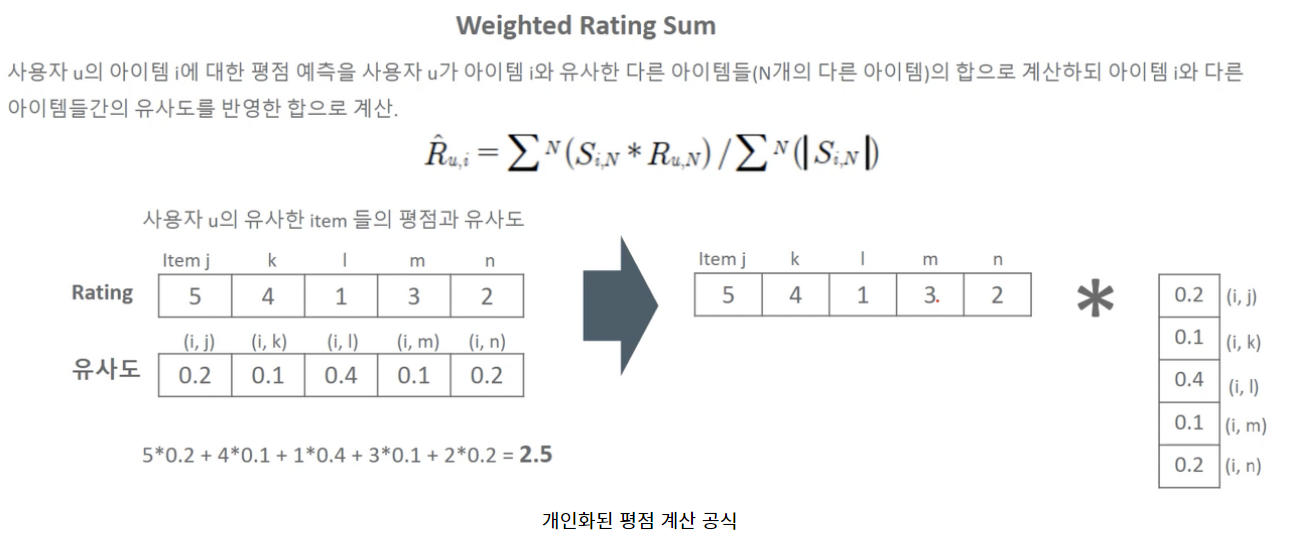 Weighted Rating Sum
사용자 u의 아이템 i에 대한 평점 예측을 사용자 u가 아이템 i와 유사한 다른 아이템들(N개의 다른 아이템)의 합으로 계산하되 아이템 i와 다른
아이템들간의 유사도를 반영한 합으로 계산.
R̂u,i = ∑ᴺ(Si,N * Ru,N) / ∑ᴺ(|Si,N|)
사용자 u의 유사한 item 들의 평점과 유사도
Item j k l m n
Rating 5 4 1 3 2
(i, j) (i, k) (i, l) (i, m) (i, n)
유사도 0.2 0.1 0.4 0.1 0.2
5*0.2 + 4*0.1 + 1*0.4 + 3*0.1 + 2*0.2 = 2.5
Item j k l m n
5 4 1 3. 2
*
0.2 (i, j)
0.1 (i, k)
0.4 (i, l)
0.1 (i, m)
0.2 (i, n)
개인화된 평점 계산 공식